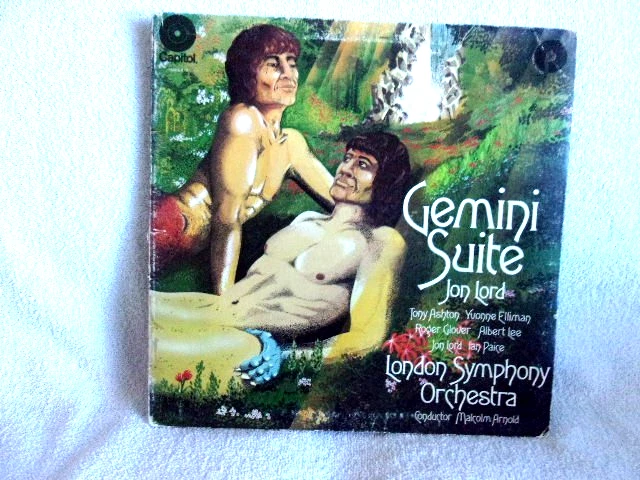 Capitol
Gemini
Suite
Jon Lord
Tony Ashton Yvonne Elliman
Roger Glover Albert Lee
Jon Lord Ian Paice
London Symphony
Orchestra
Conductor Malcolm Arnold